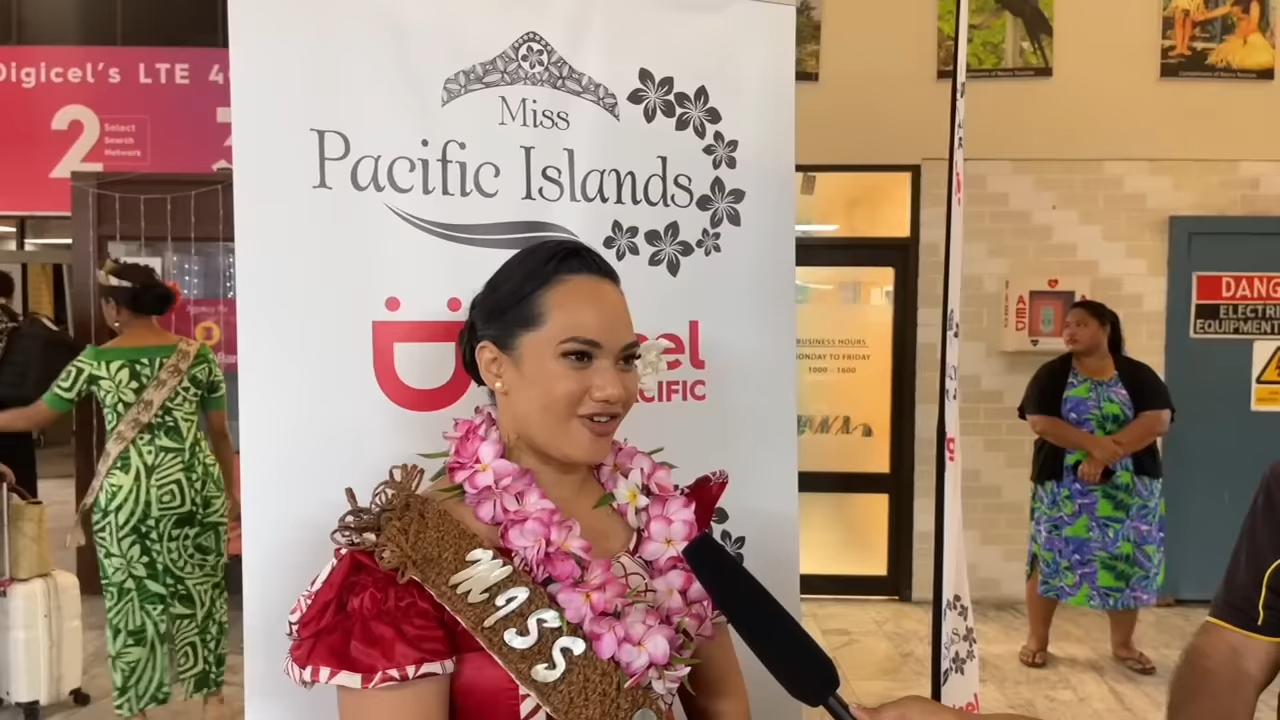 Digicel's LTE 4
2
Select
Search
Network
Miss
Pacific Islands
CIFIC
MISS
BUSINESS HOURS
MONDAY to FRIDAY
1000 - 1600
AED
DANG
ELECTRI
EQUIPMENT